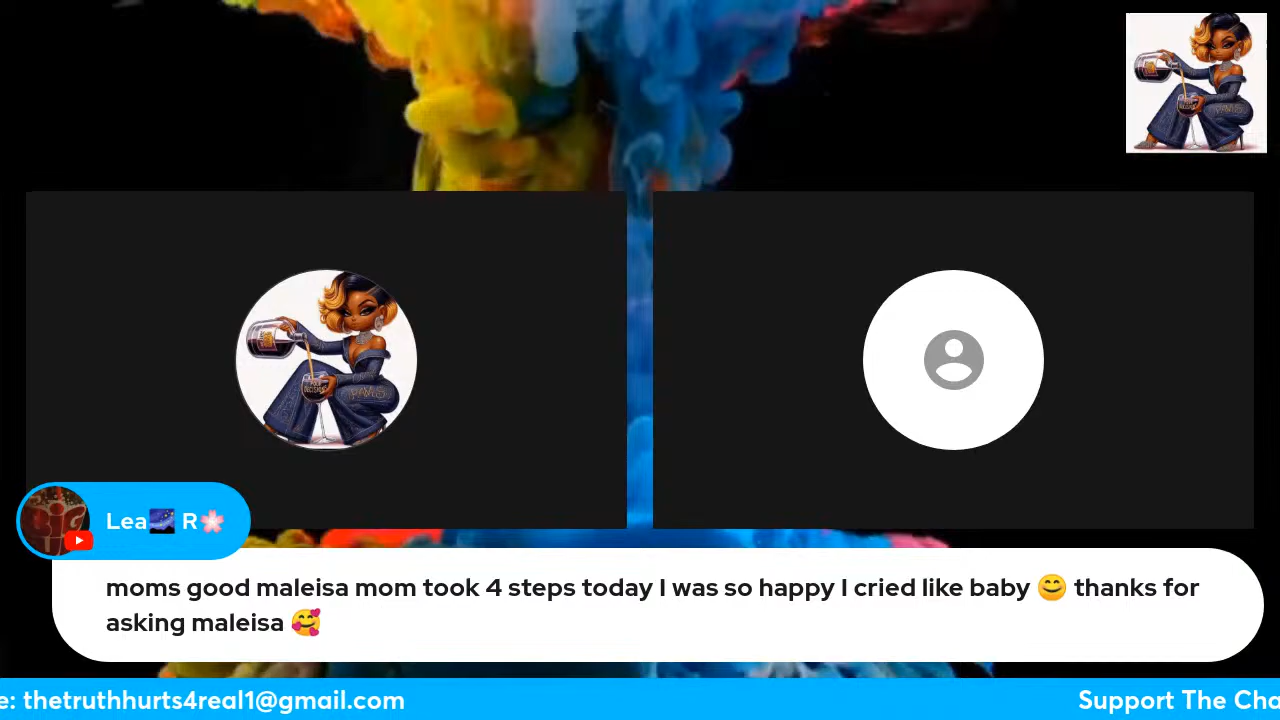 Lea🌌 R🌸
moms good maleisa mom took 4 steps today I was so happy I cried like baby 😊 thanks for
asking maleisa 🥰
e: thetruthhurts4real1@gmail.com
Support The Cha